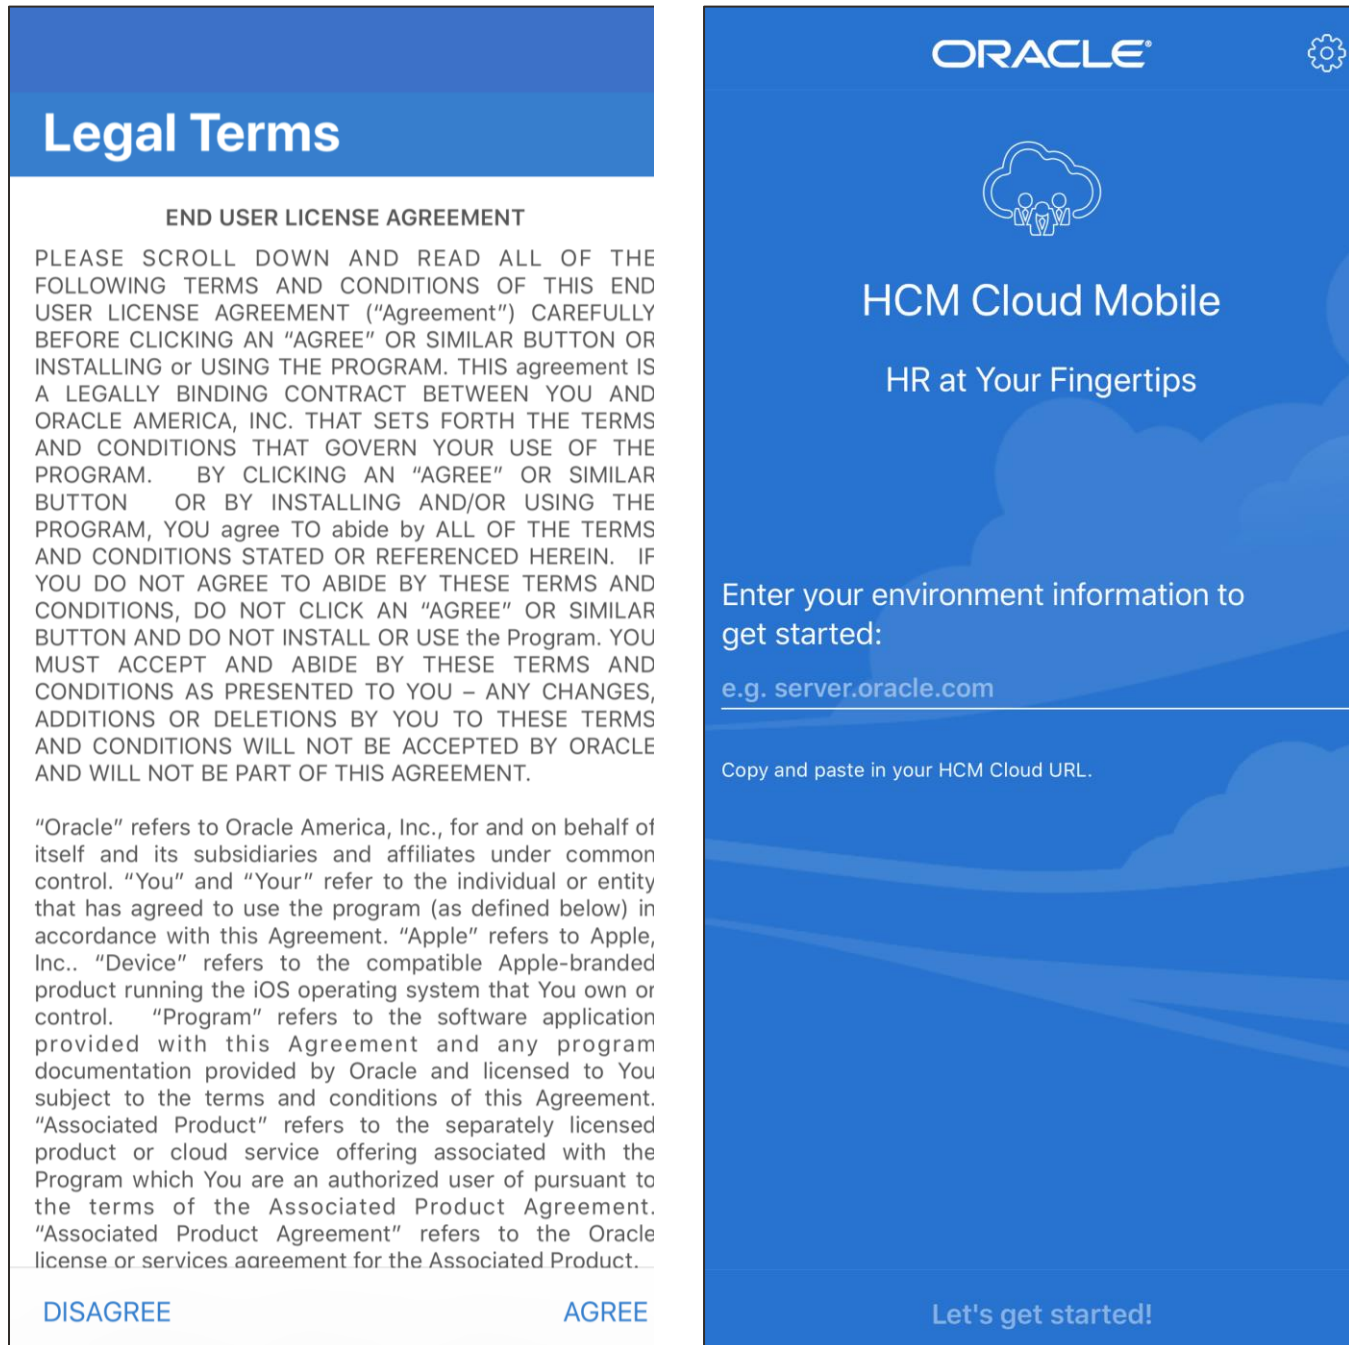 Legal Terms
END USER LICENSE AGREEMENT
PLEASE SCROLL DOWN AND READ ALL OF THE
FOLLOWING TERMS AND CONDITIONS OF THIS END
USER LICENSE AGREEMENT (“Agreement”) CAREFULLY
BEFORE CLICKING AN “AGREE” OR SIMILAR BUTTON OR
INSTALLING or USING THE PROGRAM. THIS agreement IS
A LEGALLY BINDING CONTRACT BETWEEN YOU AND
ORACLE AMERICA, INC. THAT SETS FORTH THE TERMS
AND CONDITIONS THAT GOVERN YOUR USE OF THE
PROGRAM. BY CLICKING AN “AGREE” OR SIMILAR
BUTTON OR BY INSTALLING AND/OR USING THE
PROGRAM, YOU agree TO abide by ALL OF THE TERMS
AND CONDITIONS STATED OR REFERENCED HEREIN. IF
YOU DO NOT AGREE TO ABIDE BY THESE TERMS AND
CONDITIONS, DO NOT CLICK AN “AGREE” OR SIMILAR
BUTTON AND DO NOT INSTALL OR USE the Program. YOU
MUST ACCEPT AND ABIDE BY THESE TERMS AND
CONDITIONS AS PRESENTED TO YOU – ANY CHANGES,
ADDITIONS OR DELETIONS BY YOU TO THESE TERMS
AND CONDITIONS WILL NOT BE ACCEPTED BY ORACLE
AND WILL NOT BE PART OF THIS AGREEMENT.
“Oracle” refers to Oracle America, Inc., for and on behalf of
itself and its subsidiaries and affiliates under common
control. “You” and “Your” refer to the individual or entity
that has agreed to use the program (as defined below) in
accordance with this Agreement. “Apple” refers to Apple,
Inc.. “Device” refers to the compatible Apple-branded
product running the iOS operating system that You own or
control. “Program” refers to the software application
provided with this Agreement and any program
documentation provided by Oracle and licensed to You
subject to the terms and conditions of this Agreement.
“Associated Product” refers to the separately licensed
product or cloud service offering associated with the
Program which You are an authorized user of pursuant to
the terms of the Associated Product Agreement.
“Associated Product Agreement” refers to the Oracle
license or services agreement for the Associated Product.
DISAGREE AGREE
ORACLE®
HCM Cloud Mobile
HR at Your Fingertips
Enter your environment information to
get started:
e.g. server.oracle.com
Copy and paste in your HCM Cloud URL.
Let's get started!